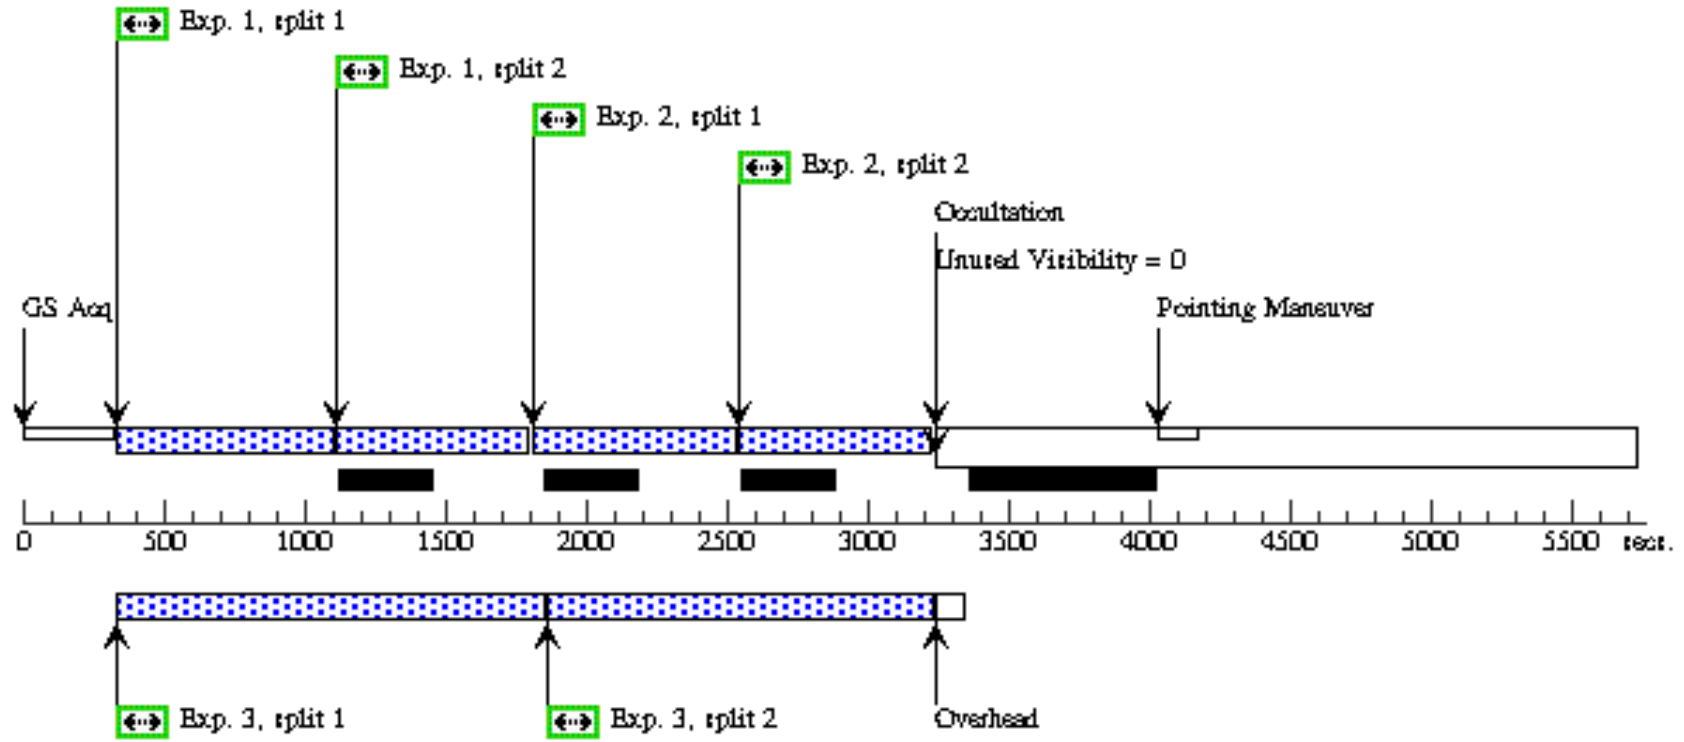 Exp. 1, split 1
Exp. 1, split 2
Exp. 2, split 1
Exp. 2, split 2
Occultation
Unused Visibility = 0
GS Acq
Pointing Maneuver
0 500 1000 1500 2000 2500 3000 3500 4000 4500 5000 5500 secs.
Exp. 3, split 1
Exp. 3, split 2
Overhead